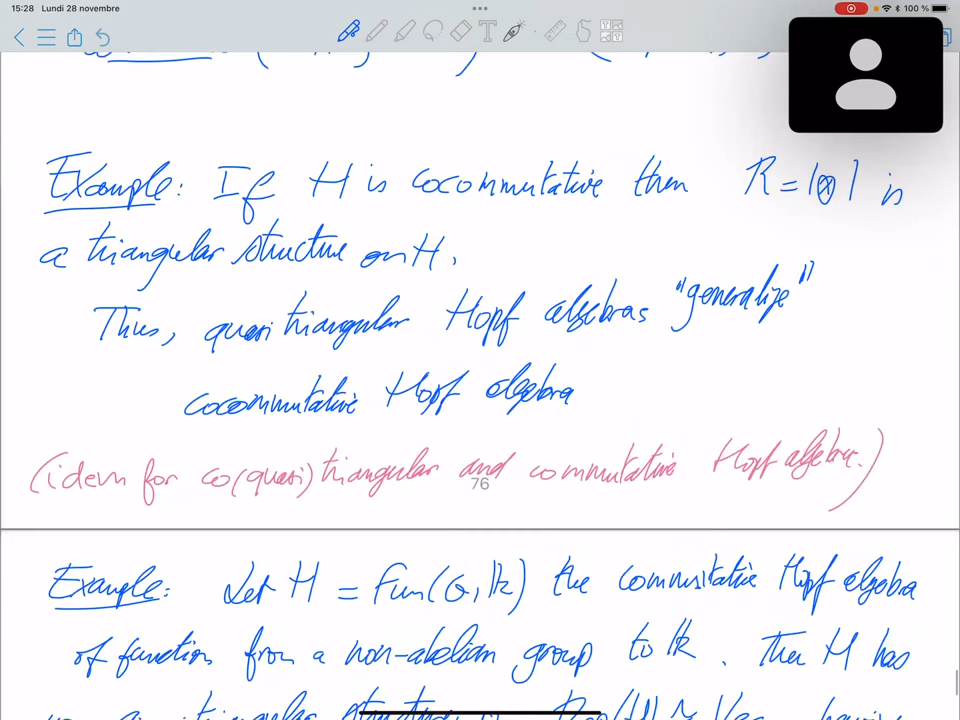 15:28 Lundi 28 novembre
100 %
Example: If H is cocommutative then R = 1⊗1 is
a triangular structure on H.
Thus, quasi triangular Hopf algebras "generalize"
cocommutative Hopf algebra
(idem for co(quasi)triangular and commutative Hopf algebra.)
76
Example: Let H = Fun(G, k) the commutative Hopf algebra
of function from a non-abelian group to k. Then H has